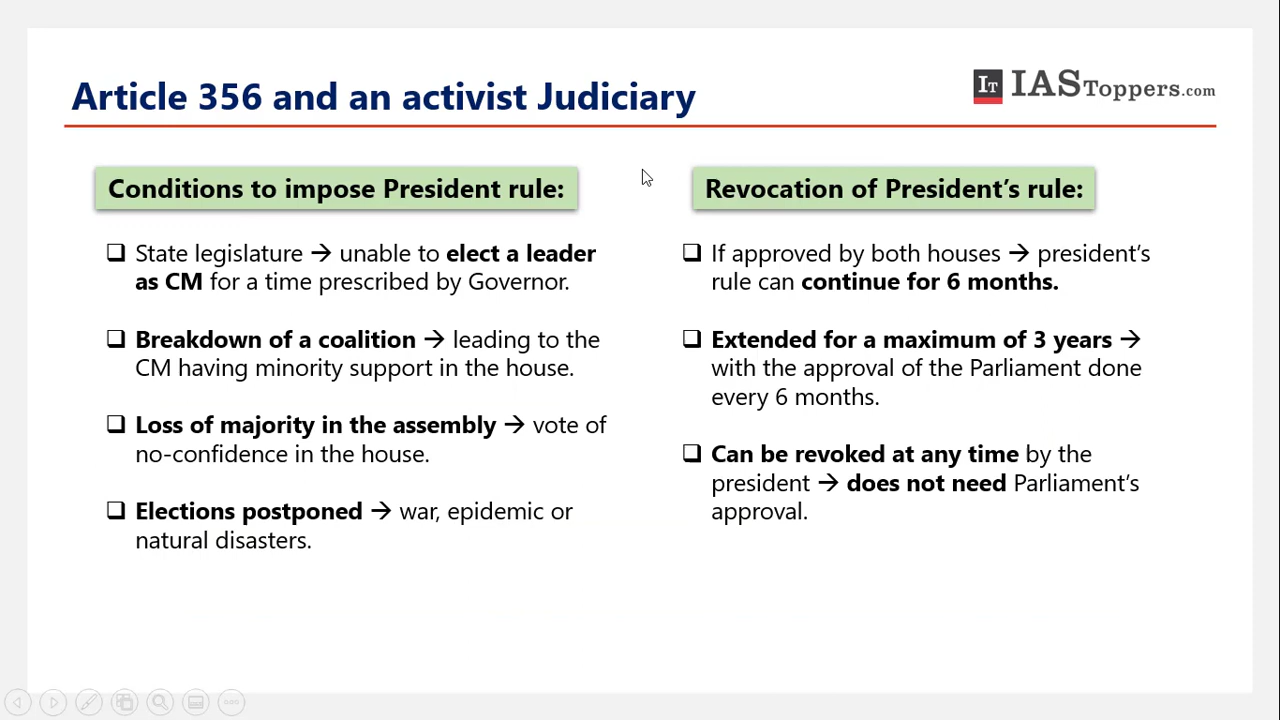 Article 356 and an activist Judiciary
IT IASToppers.com
Conditions to impose President rule:
State legislature → unable to elect a leader
as CM for a time prescribed by Governor.
Breakdown of a coalition → leading to the
CM having minority support in the house.
Loss of majority in the assembly → vote of
no-confidence in the house.
Elections postponed → war, epidemic or
natural disasters.
Revocation of President’s rule:
If approved by both houses → president’s
rule can continue for 6 months.
Extended for a maximum of 3 years →
with the approval of the Parliament done
every 6 months.
Can be revoked at any time by the
president → does not need Parliament’s
approval.